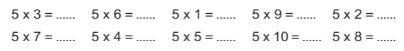 5 x 3 = ...... 5 x 6 = ...... 5 x 1 = ...... 5 x 9 = ...... 5 x 2 = ......
5 x 7 = ...... 5 x 4 = ...... 5 x 5 = ...... 5 x 10 = ...... 5 x 8 = ......